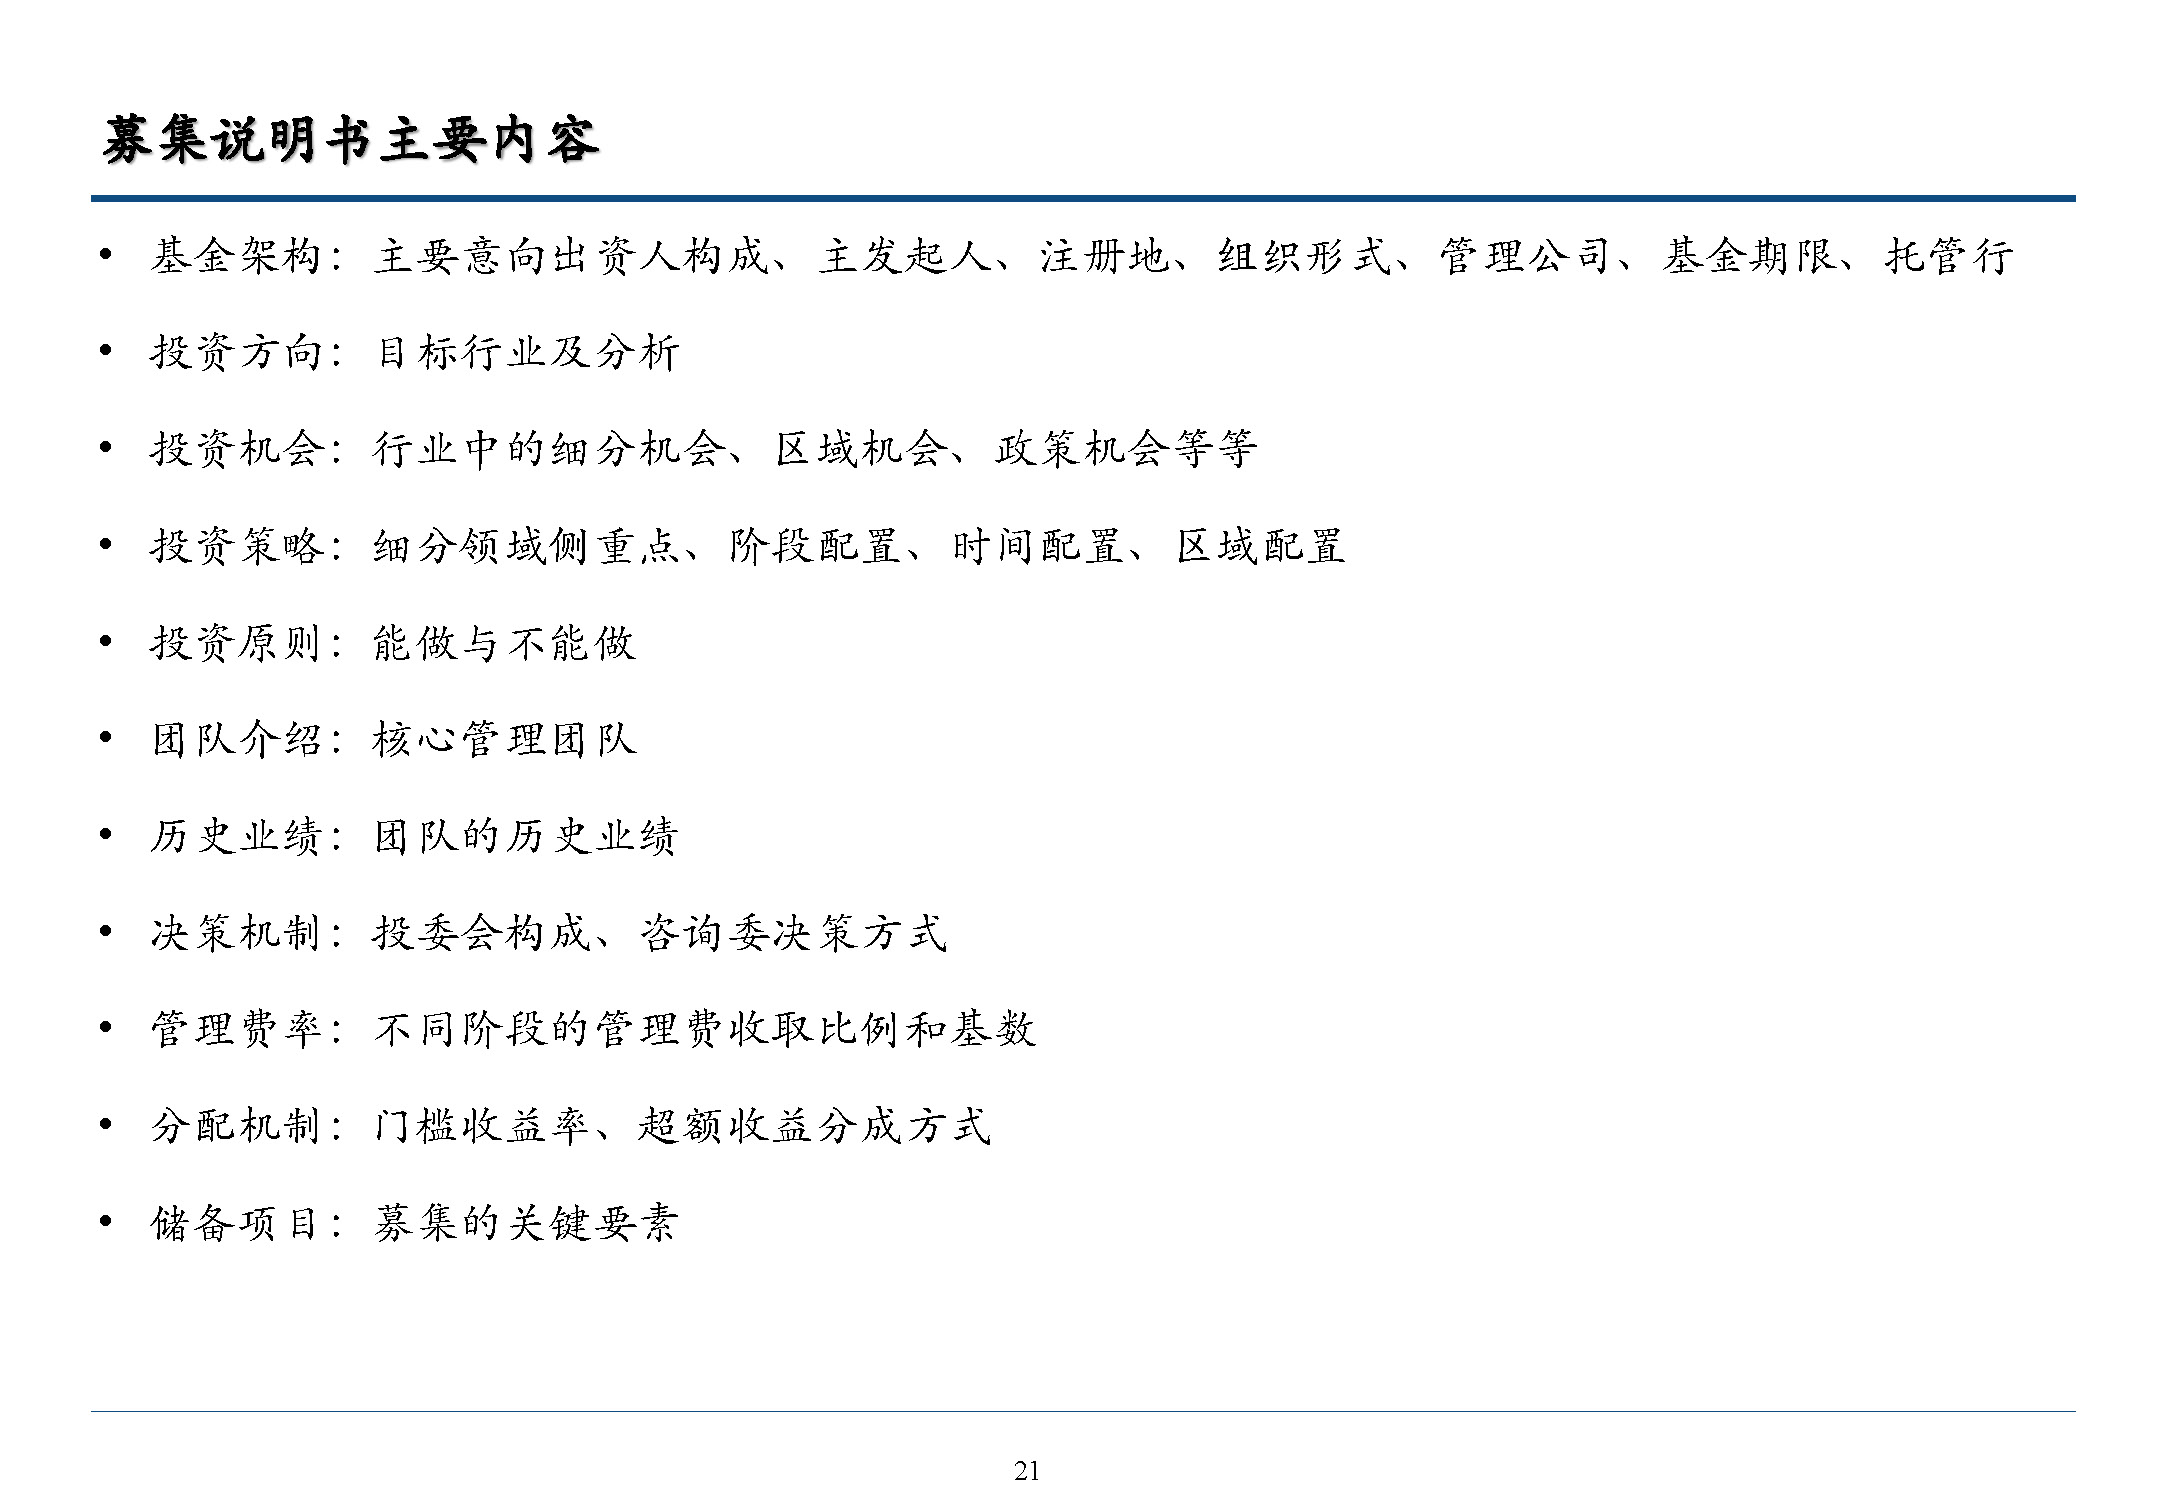 募集说明书主要内容
• 基金架构：主要意向出资人构成、主发起人、注册地、组织形式、管理公司、基金期限、托管行
• 投资方向：目标行业及分析
• 投资机会：行业中的细分机会、区域机会、政策机会等等
• 投资策略：细分领域侧重点、阶段配置、时间配置、区域配置
• 投资原则：能做与不能做
• 团队介绍：核心管理团队
• 历史业绩：团队的历史业绩
• 决策机制：投委会构成、咨询委决策方式
• 管理费率：不同阶段的管理费收取比例和基数
• 分配机制：门槛收益率、超额收益分成方式
• 储备项目：募集的关键要素
21